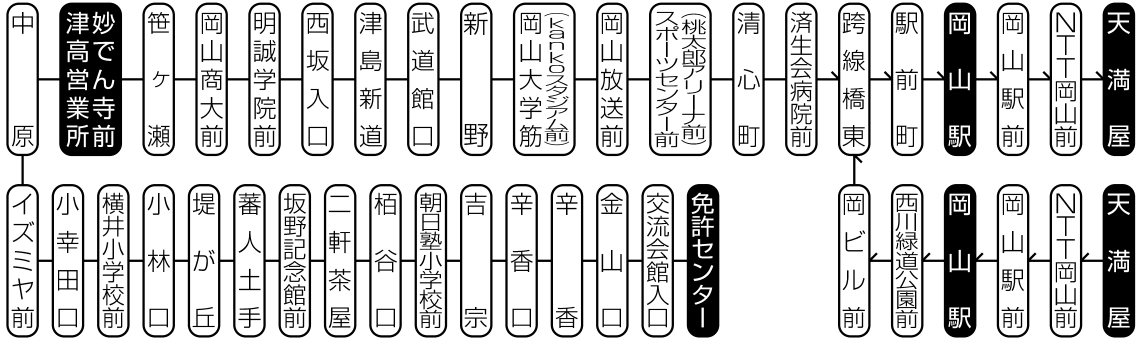 中原
妙でん寺前
津高営業所
笹ヶ瀬
岡山商大前
明誠学院前
西坂入口
津島新道
武道館口
新野
岡山大学筋
(kankoスタジアム前)
岡山放送前
(桃太郎アリーナ前)
スポーツセンター前
清心町
済生会病院前
跨線橋東
駅前町
岡山駅
岡山駅前
NTT岡山前
天満屋
イズミヤ前
小幸田口
横井小学校前
小林口
堤が丘
蕃人土手
坂野記念館前
二軒茶屋
栢谷口
朝日塾小学校前
吉宗
辛香口
辛香
金山口
交流会館入口
免許センター
岡ビル前
西川緑道公園前
岡山駅
岡山駅前
NTT岡山前
天満屋